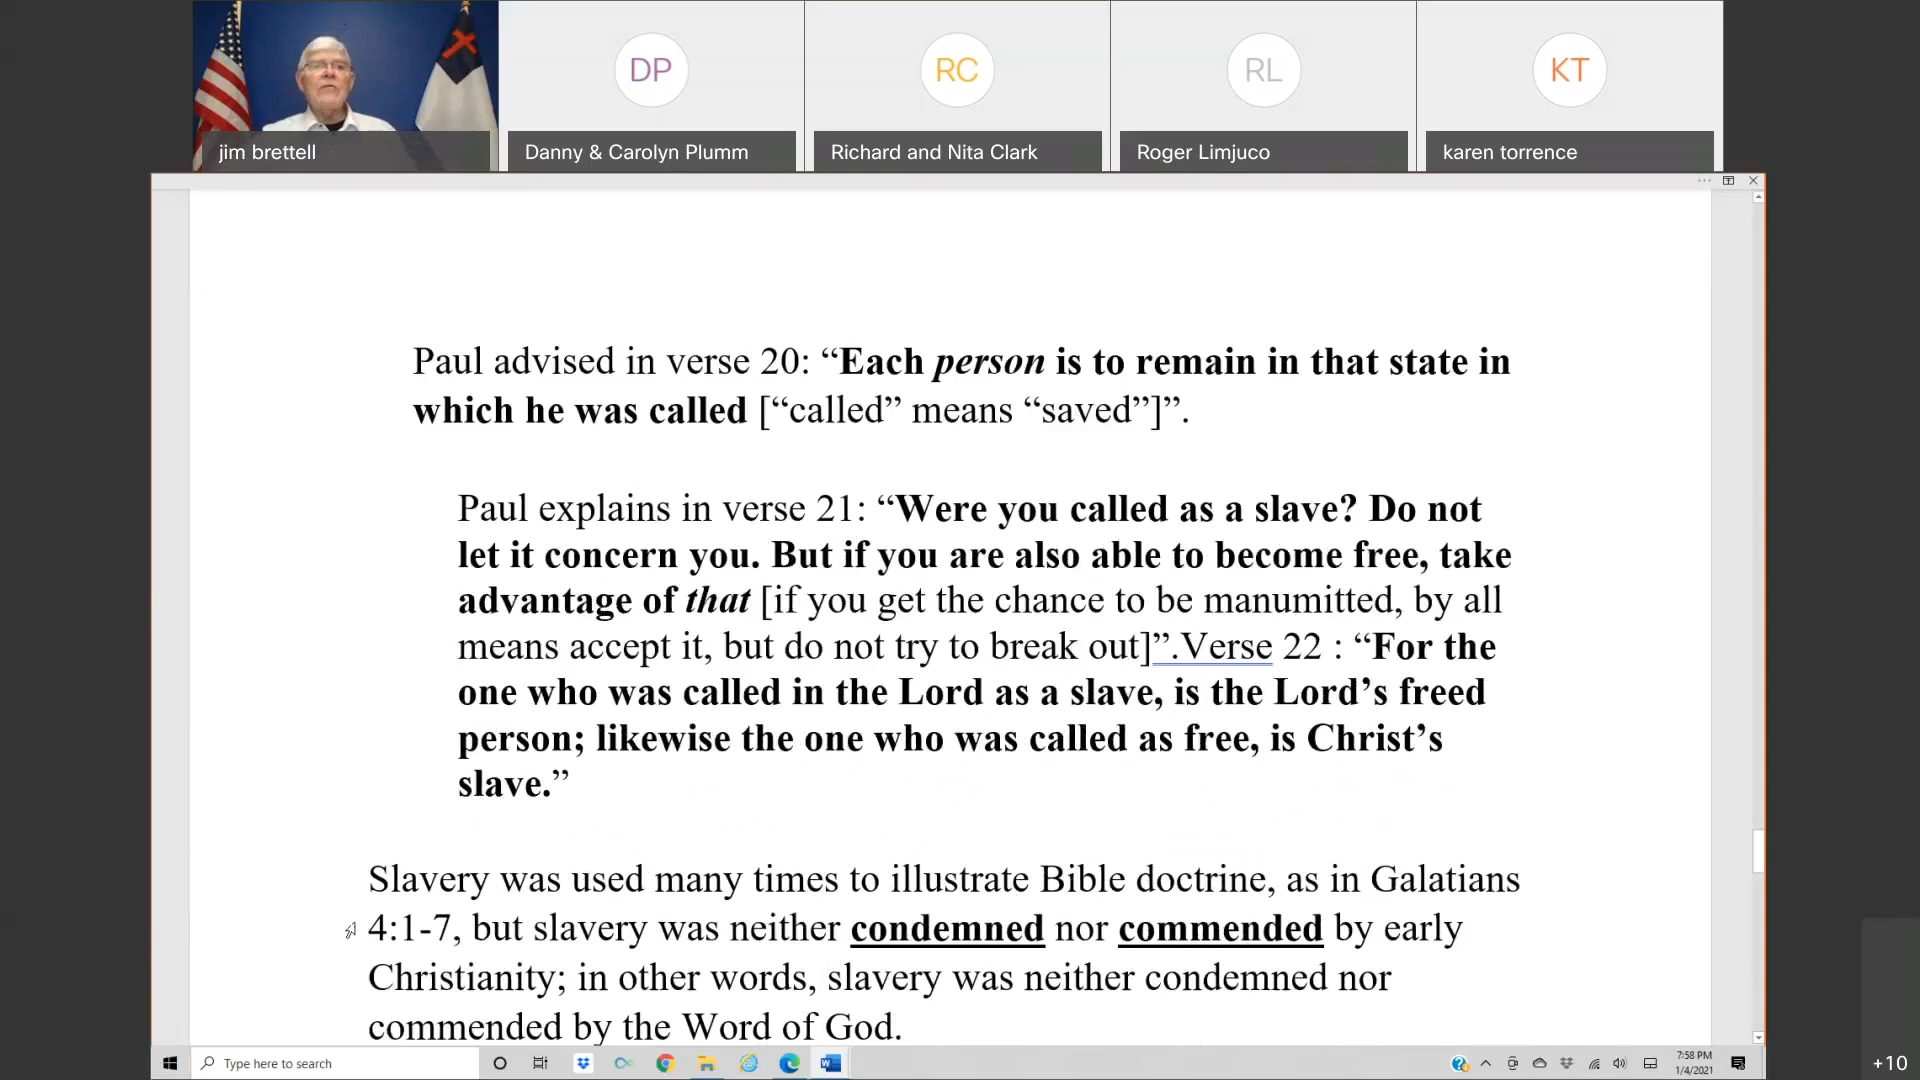 DP
RC
RL
KT
jim brettell
Danny & Carolyn Plumm
Richard and Nita Clark
Roger Limjuco
karen torrence
Paul advised in verse 20: “Each person is to remain in that state in
which he was called [“called” means “saved”]”.
Paul explains in verse 21: “Were you called as a slave? Do not
let it concern you. But if you are also able to become free, take
advantage of that [if you get the chance to be manumitted, by all
means accept it, but do not try to break out]”.Verse 22 : “For the
one who was called in the Lord as a slave, is the Lord’s freed
person; likewise the one who was called as free, is Christ’s
slave.”
Slavery was used many times to illustrate Bible doctrine, as in Galatians
4:1-7, but slavery was neither condemned nor commended by early
Christianity; in other words, slavery was neither condemned nor
commended by the Word of God.
Type here to search
7:58 PM
1/4/2021
+10